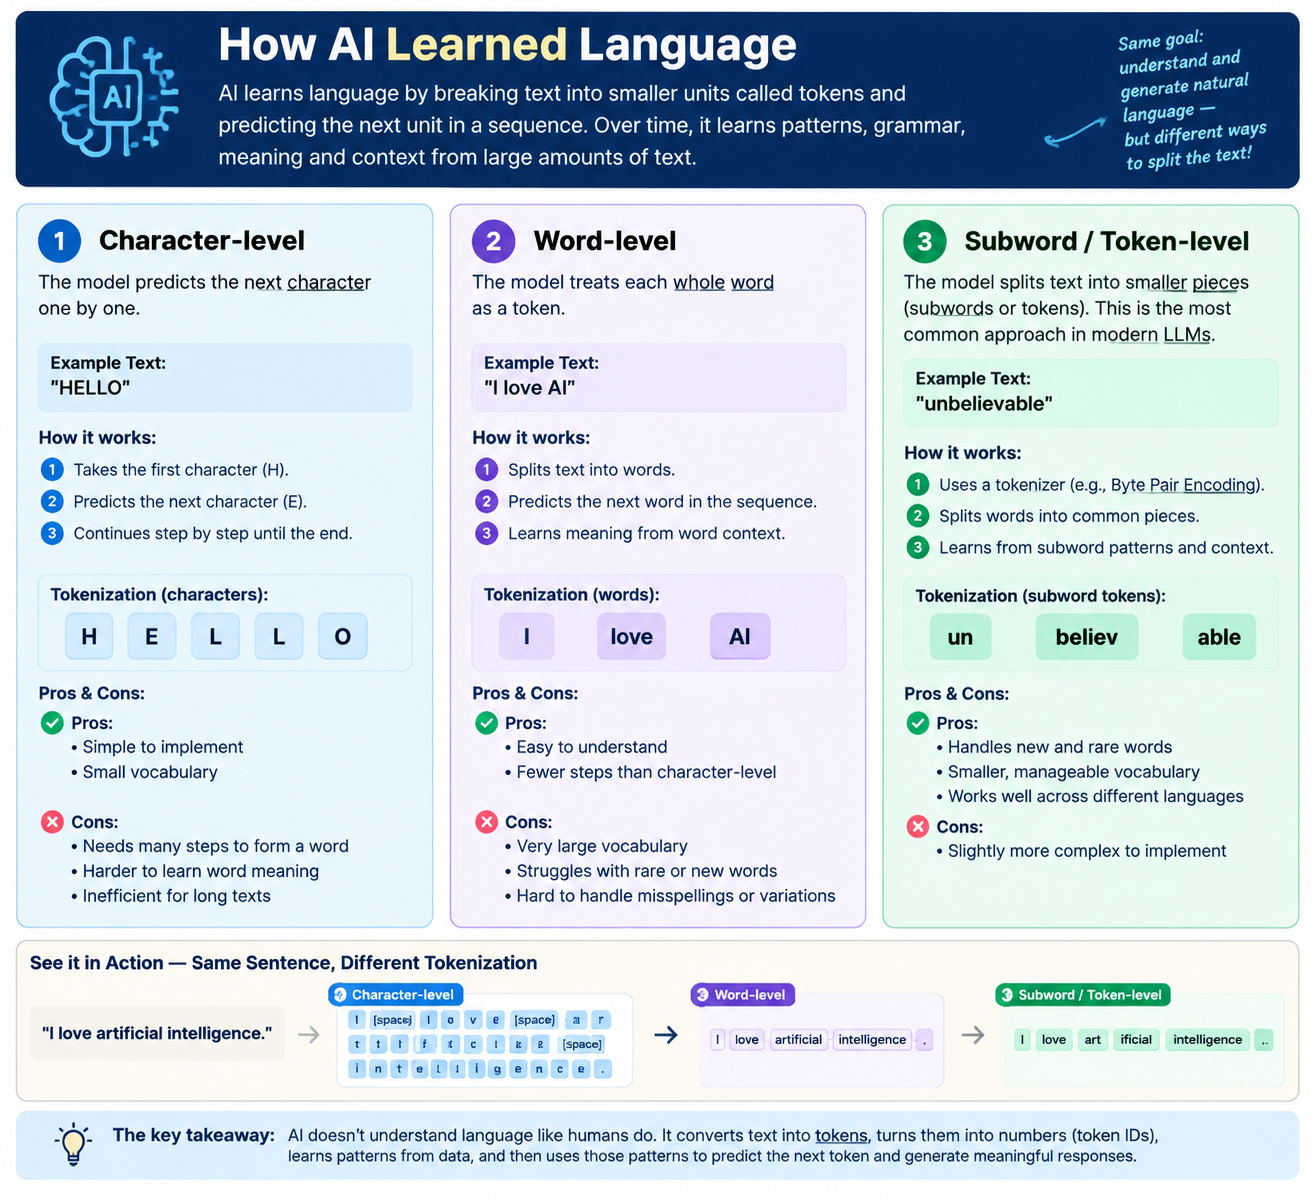 AI
How AI Learned Language
AI learns language by breaking text into smaller units called tokens and
predicting the next unit in a sequence. Over time, it learns patterns, grammar,
meaning and context from large amounts of text.
Same goal:
understand and
generate natural
language —
but different ways
to split the text!
1 Character-level
The model predicts the next character
one by one.
Example Text:
"HELLO"
How it works:
1 Takes the first character (H).
2 Predicts the next character (E).
3 Continues step by step until the end.
Tokenization (characters):
H E L L O
Pros & Cons:
Pros:
• Simple to implement
• Small vocabulary
Cons:
• Needs many steps to form a word
• Harder to learn word meaning
• Inefficient for long texts
2 Word-level
The model treats each whole word
as a token.
Example Text:
"I love AI"
How it works:
1 Splits text into words.
2 Predicts the next word in the sequence.
3 Learns meaning from word context.
Tokenization (words):
I love AI
Pros & Cons:
Pros:
• Easy to understand
• Fewer steps than character-level
Cons:
• Very large vocabulary
• Struggles with rare or new words
• Hard to handle misspellings or variations
3 Subword / Token-level
The model splits text into smaller pieces
(subwords or tokens). This is the most
common approach in modern LLMs.
Example Text:
"unbelievable"
How it works:
1 Uses a tokenizer (e.g., Byte Pair Encoding).
2 Splits words into common pieces.
3 Learns from subword patterns and context.
Tokenization (subword tokens):
un believ able
Pros & Cons:
Pros:
• Handles new and rare words
• Smaller, manageable vocabulary
• Works well across different languages
Cons:
• Slightly more complex to implement
See it in Action — Same Sentence, Different Tokenization
"I love artificial intelligence."
Character-level
I [space] l o v e [space] a r
t f c [space]
i n t e l l i g e n c e .
Word-level
I love artificial intelligence .
3 Subword / Token-level
I love art ificial intelligence ..
The key takeaway: AI doesn't understand language like humans do. It converts text into tokens, turns them into numbers (token IDs),
learns patterns from data, and then uses those patterns to predict the next token and generate meaningful responses.